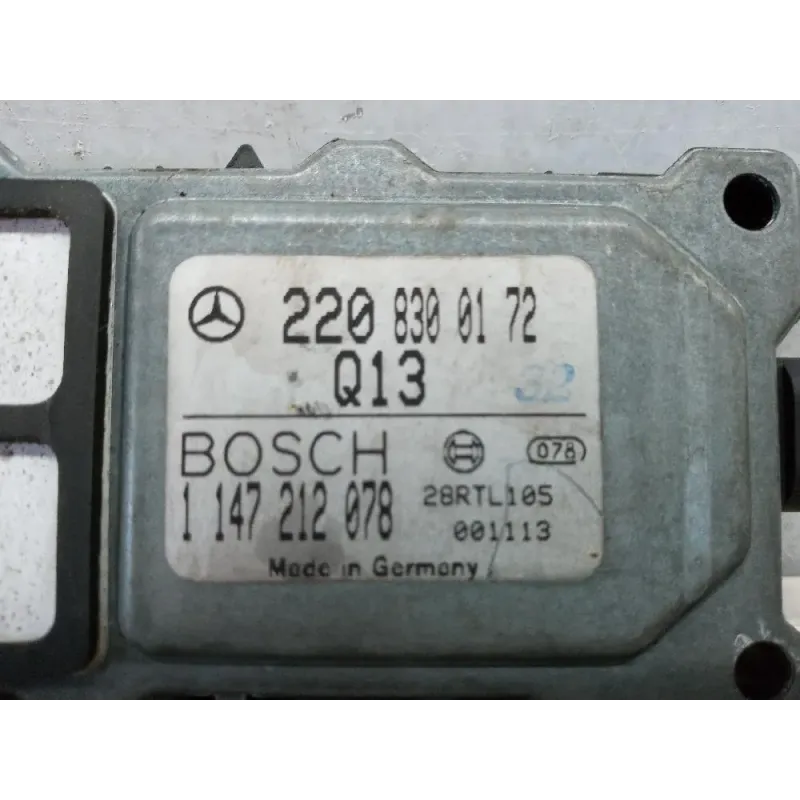 220 830 01 72
Q13 32
BOSCH 078
1 147 212 078 28RTL105
001113
Made in Germany